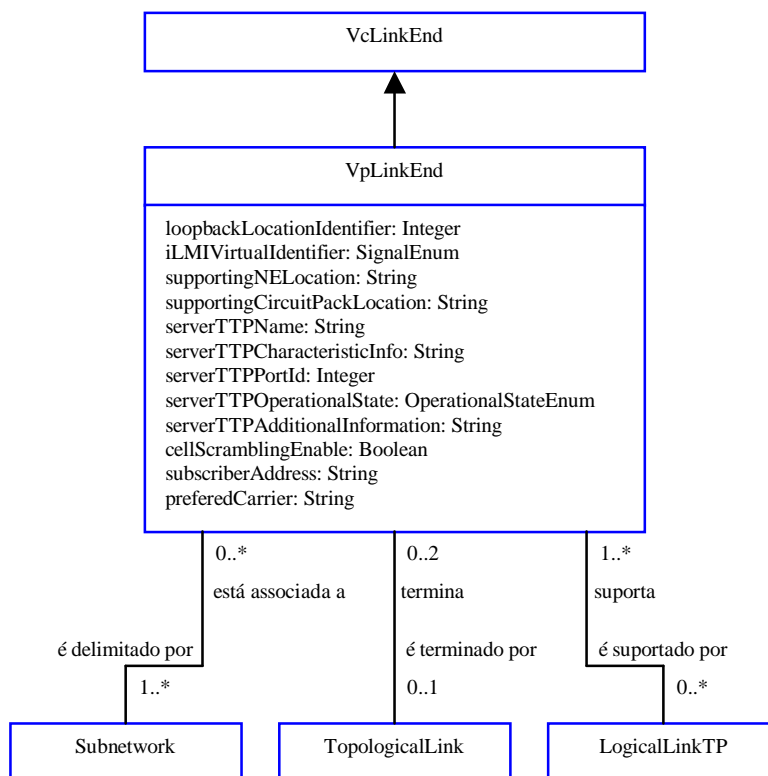 VcLinkEnd
VpLinkEnd
loopbackLocationIdentifier: Integer
iLMIVirtualIdentifier: SignalEnum
supportingNELocation: String
supportingCircuitPackLocation: String
serverTTPName: String
serverTTPCharacteristicInfo: String
serverTTPPortId: Integer
serverTTPOperationalState: OperationalStateEnum
serverTTPAdditionalInformation: String
cellScramblingEnable: Boolean
subscriberAddress: String
preferedCarrier: String
0..* 0..2 1..*
está associada a termina suporta
é delimitado por é terminado por é suportado por
1..* 0..1 0..*
Subnetwork TopologicalLink LogicalLinkTP